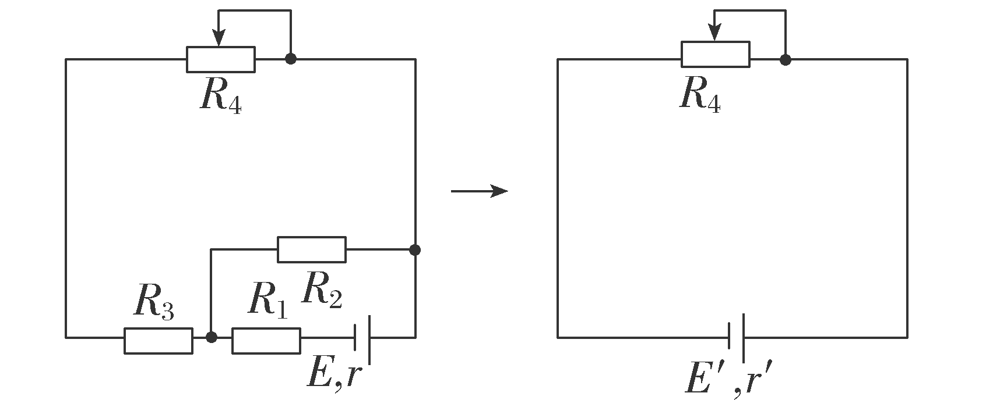 R₄
R₄
R₂
R₃
R₁
E,r
E′,r′